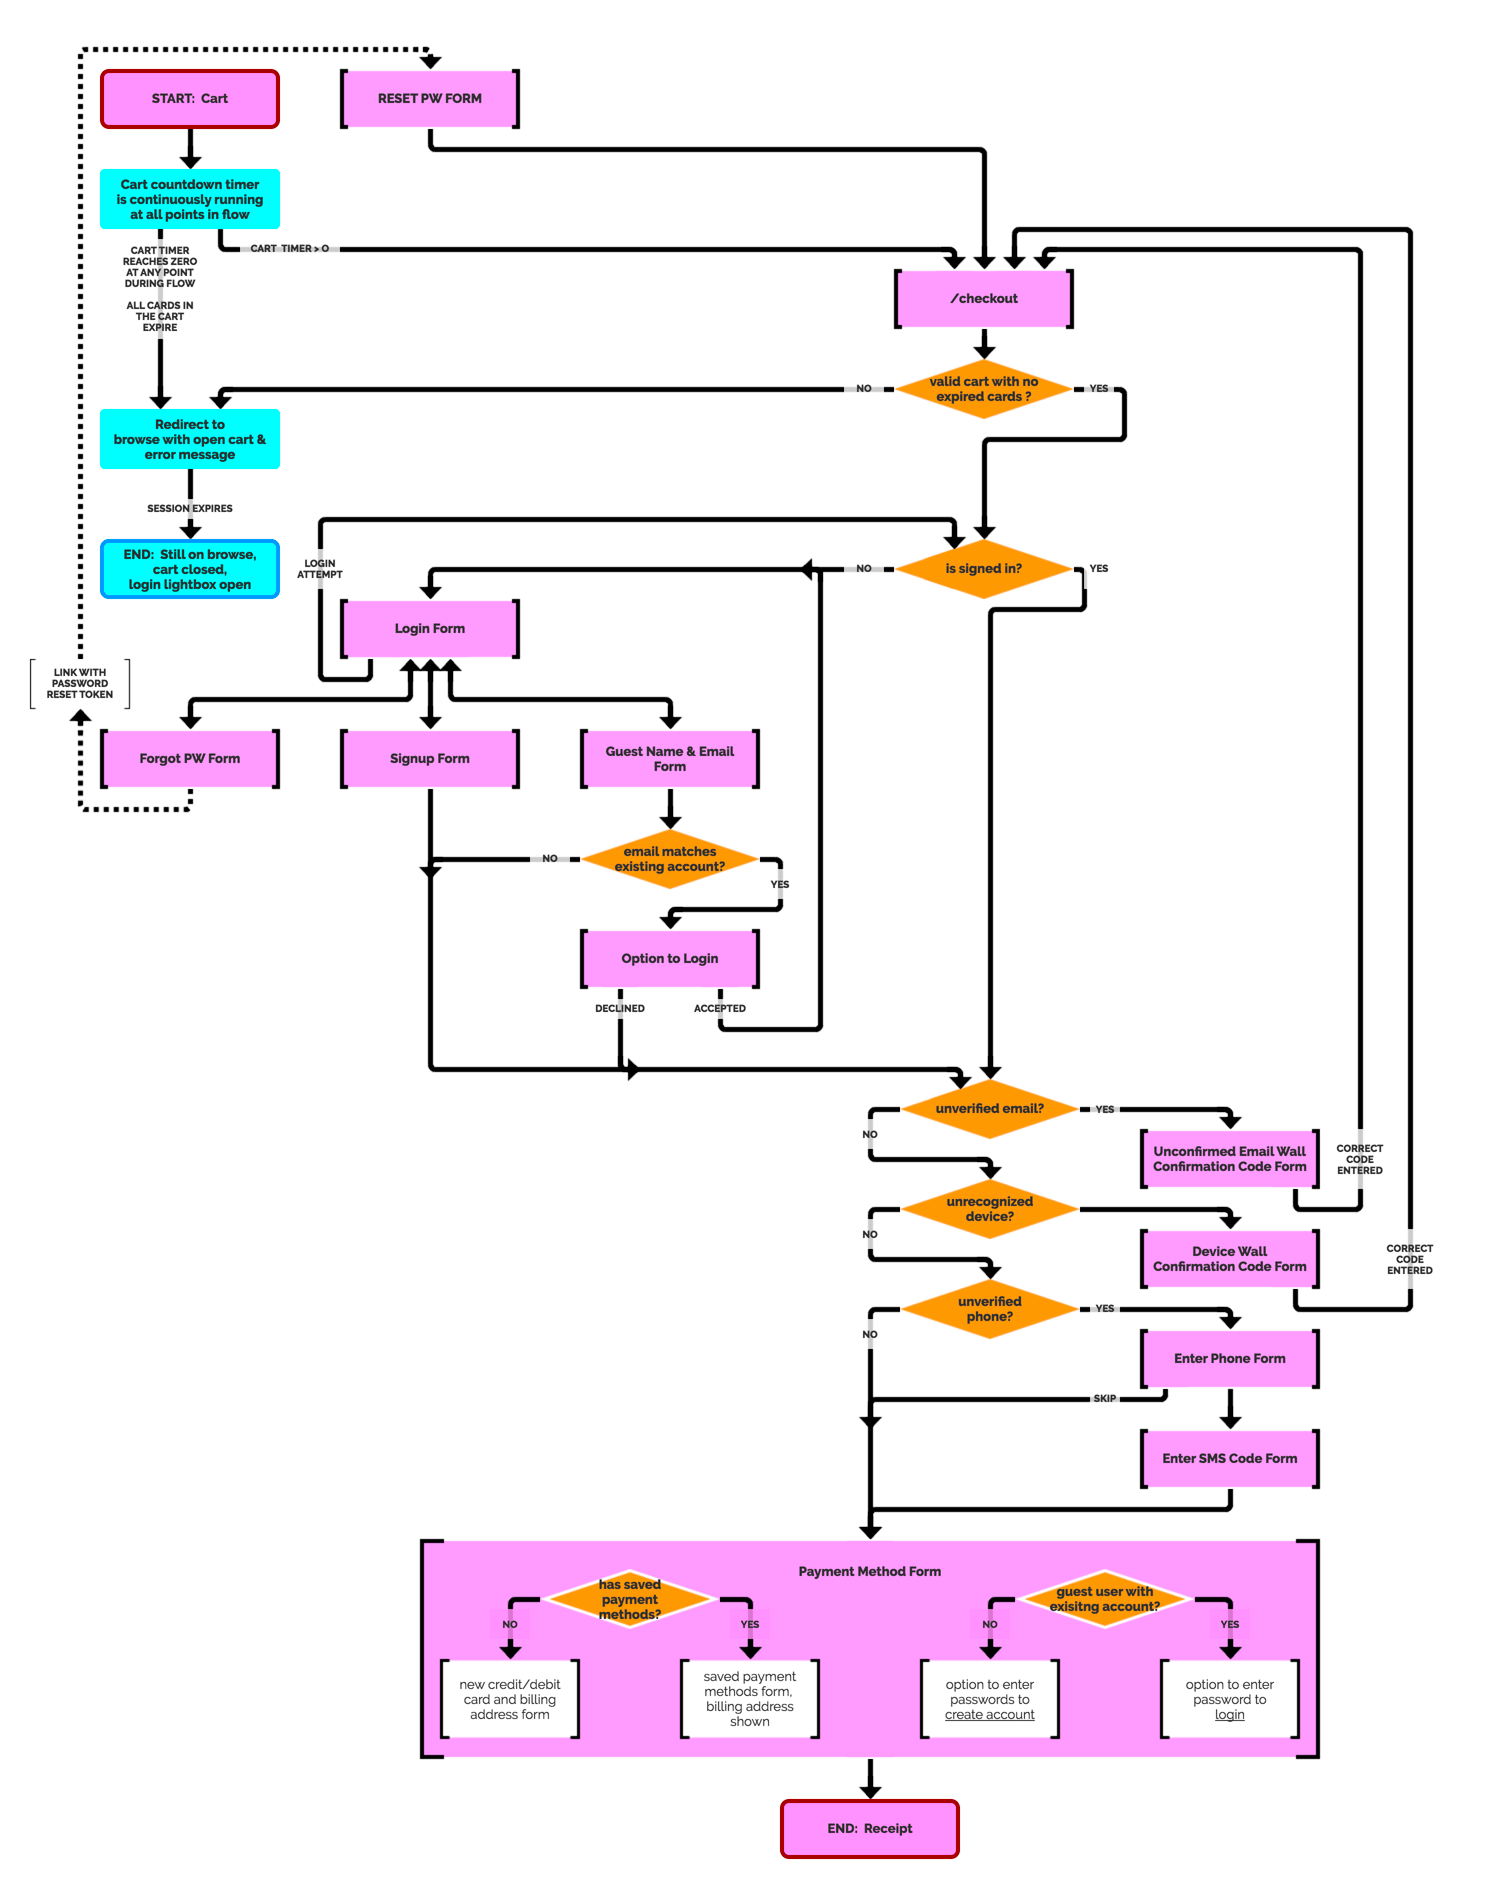 START:  Cart
RESET PW FORM
Cart countdown timer
is continuously running
at all points in flow
CART TIMER
REACHES ZERO
AT ANY POINT
DURING FLOW
ALL CARDS IN
THE CART
EXPIRE
CART  TIMER > O
/checkout
valid cart with no
expired cards ?
NO
YES
Redirect to
browse with open cart &
error message
SESSION EXPIRES
END:  Still on browse,
cart closed,
login lightbox open
LOGIN
ATTEMPT
NO
is signed in?
YES
Login Form
LINK WITH
PASSWORD
RESET TOKEN
Forgot PW Form
Signup Form
Guest Name & Email
Form
NO
email matches
existing account?
YES
Option to Login
DECLINED
ACCEPTED
unverified email?
YES
NO
Unconfirmed Email Wall
Confirmation Code Form
CORRECT
CODE
ENTERED
unrecognized
device?
NO
Device Wall
Confirmation Code Form
CORRECT
CODE
ENTERED
unverified
phone?
YES
NO
Enter Phone Form
SKIP
Enter SMS Code Form
Payment Method Form
has saved
payment
methods?
NO
YES
guest user with
exisitng account?
NO
YES
new credit/debit
card and billing
address form
saved payment
methods form,
billing address
shown
option to enter
passwords to
create account
option to enter
password to
login
END:  Receipt